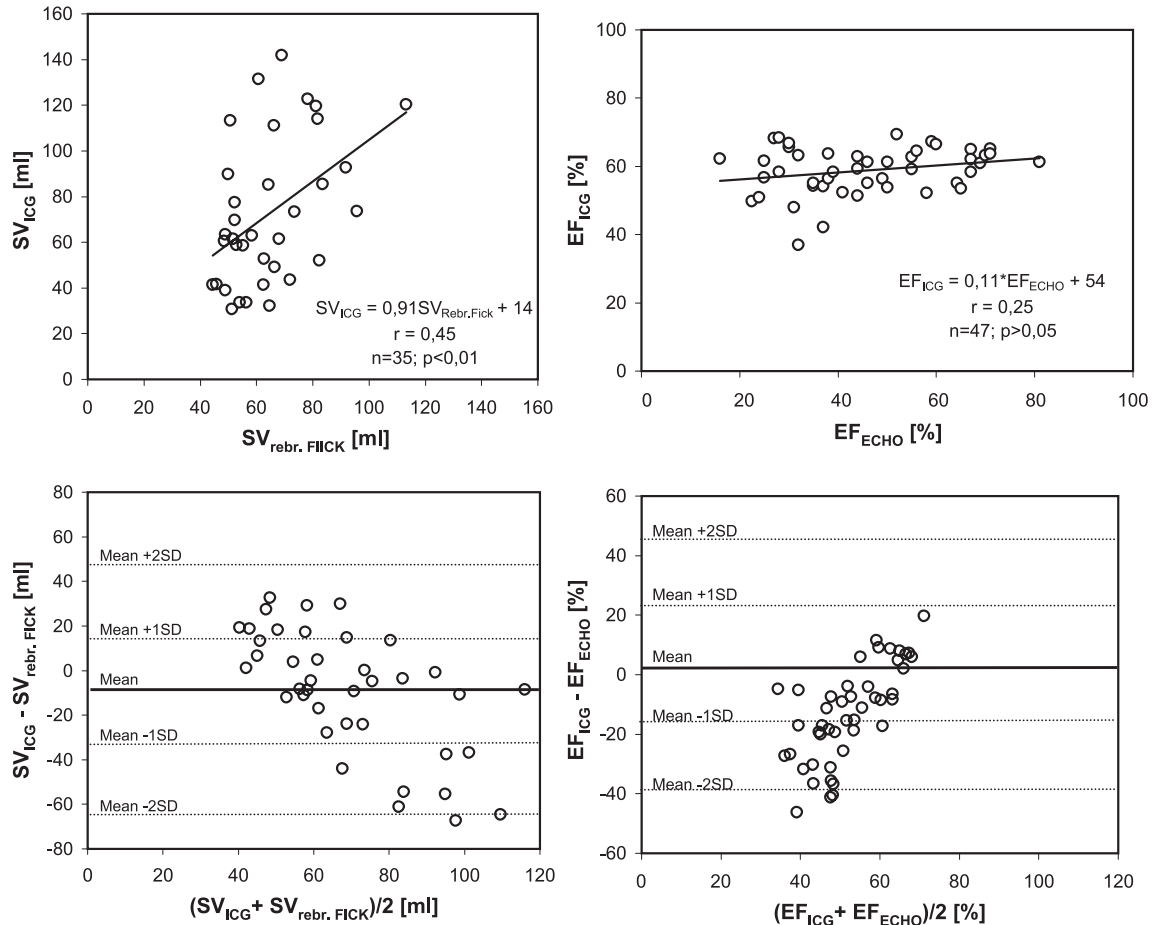 160
140
120
100
80
60
40
20
0
SV_ICG [ml]
SV_ICG = 0,91SV_Rebr.Fick + 14
r = 0,45
n=35; p<0,01
0 20 40 60 80 100 120 140 160
SV_rebr. FIICK [ml]
100
80
60
40
20
0
EF_ICG [%]
EF_ICG = 0,11*EF_ECHO + 54
r = 0,25
n=47; p>0,05
0 20 40 60 80 100
EF_ECHO [%]
80
60
40
20
0
-20
-40
-60
-80
SV_ICG - SV_rebr. FICK [ml]
Mean +2SD
Mean +1SD
Mean
Mean -1SD
Mean -2SD
0 20 40 60 80 100 120
(SV_ICG+ SV_rebr. FICK)/2 [ml]
60
40
20
0
-20
-40
-60
EF_ICG - EF_ECHO [%]
Mean +2SD
Mean +1SD
Mean
Mean -1SD
Mean -2SD
0 20 40 60 80 100 120
(EF_ICG+ EF_ECHO)/2 [%]